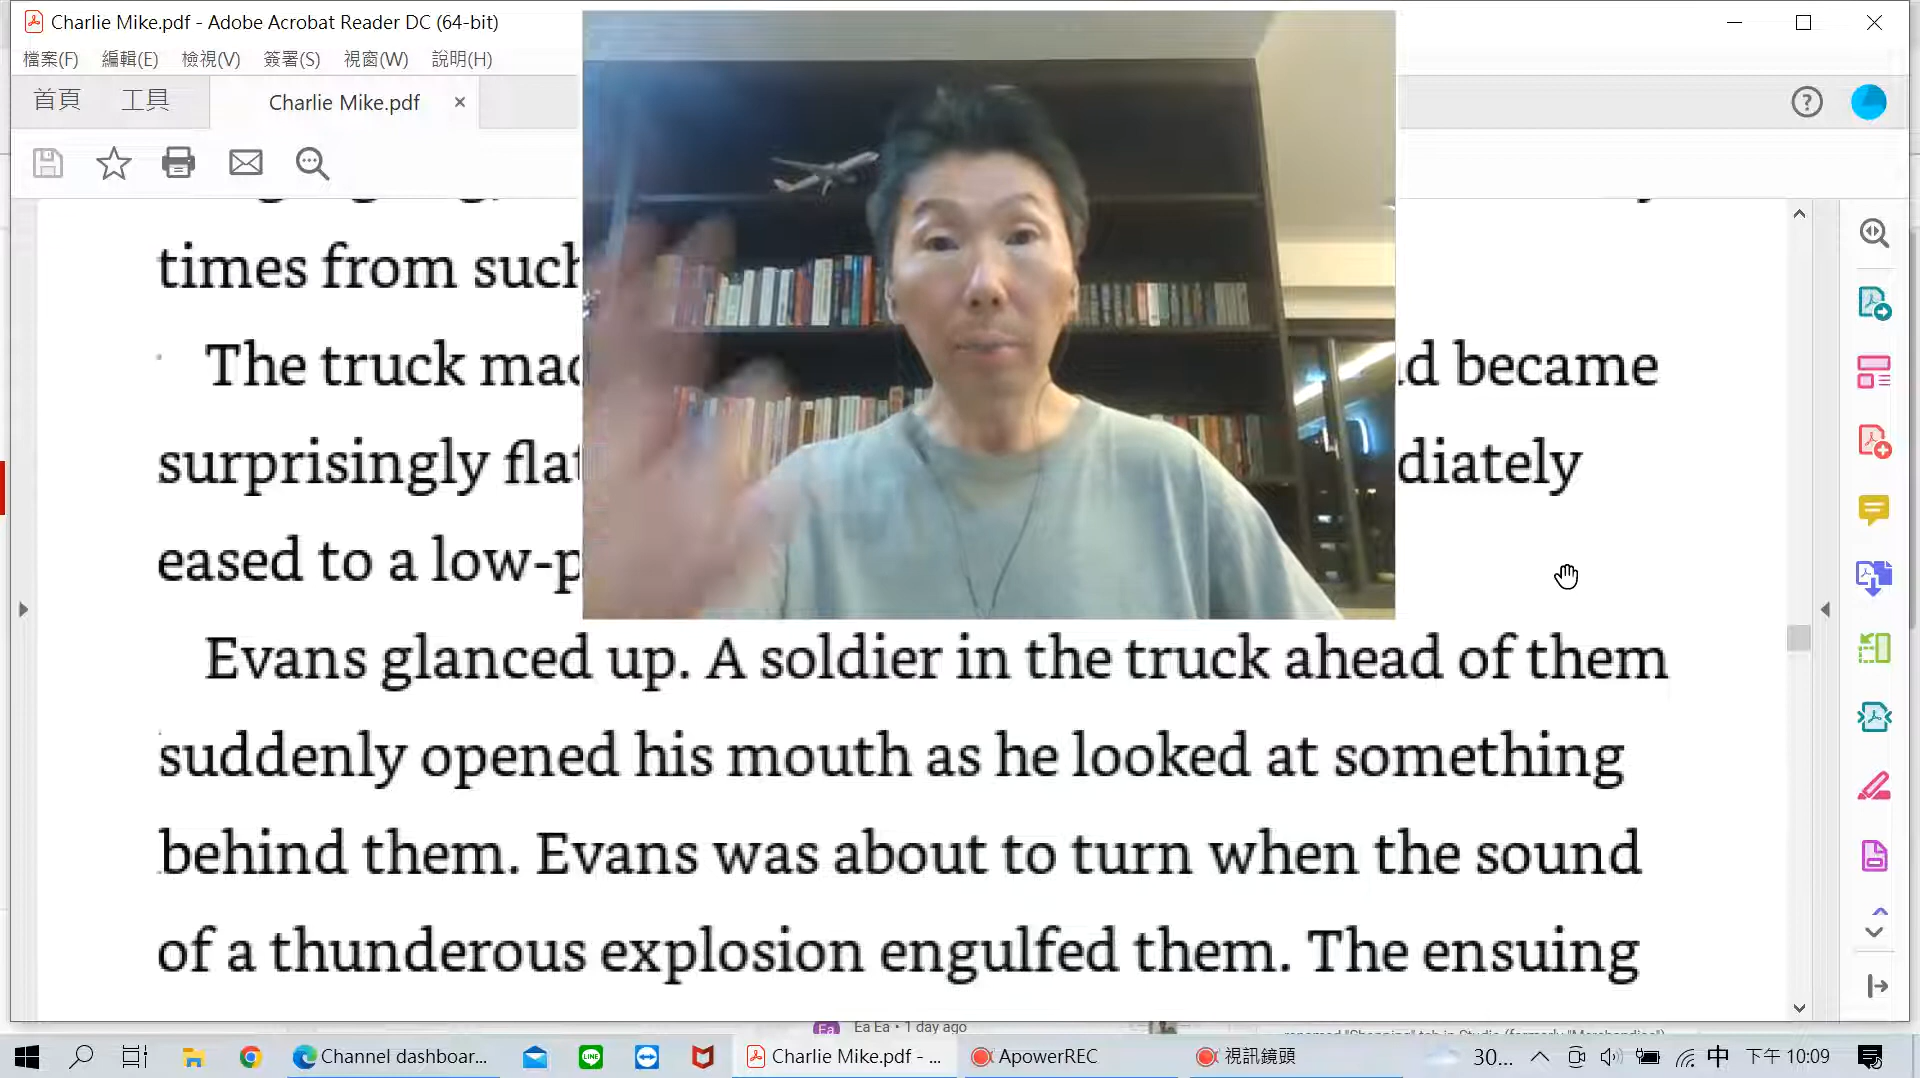 Charlie Mike.pdf - Adobe Acrobat Reader DC (64-bit)
檔案(F) 編輯(E) 檢視(V) 簽署(S) 視窗(W) 說明(H)
首頁 工具 Charlie Mike.pdf
times from such
The truck mad
became
surprisingly flat
diately
eased to a low-p
Evans glanced up. A soldier in the truck ahead of them
suddenly opened his mouth as he looked at something
behind them. Evans was about to turn when the sound
of a thunderous explosion engulfed them. The ensuing
Ea Ea Ea • 1 day ago
Channel dashboar...
LINE
Charlie Mike.pdf - ...
ApowerREC
視訊鏡頭
30...
中
下午 10:09